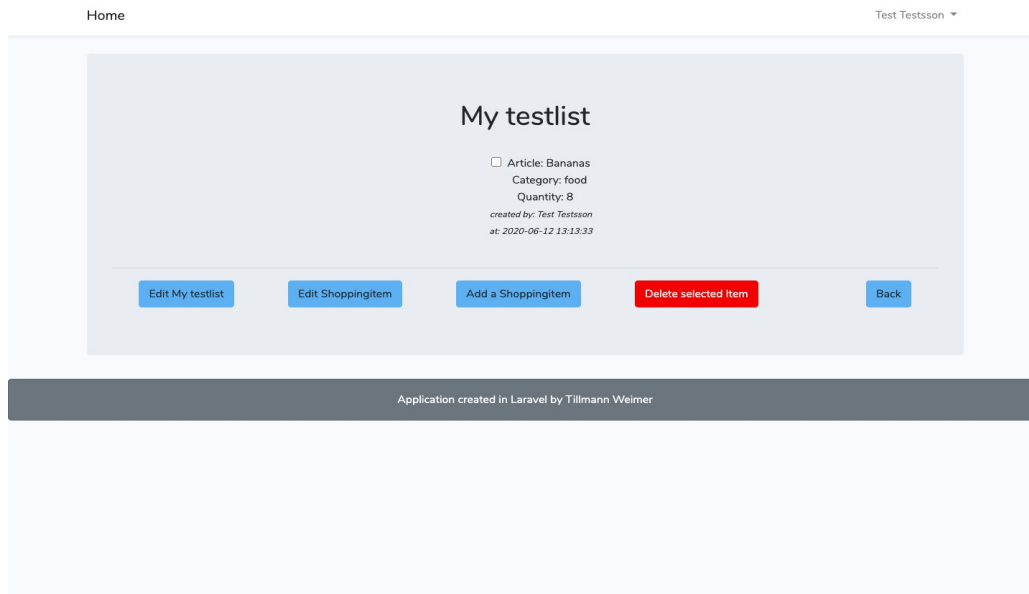 Home
Test Testsson
My testlist
Article: Bananas
Category: food
Quantity: 8
created by: Test Testsson
at: 2020-06-12 13:13:33
Edit My testlist
Edit Shoppingitem
Add a Shoppingitem
Delete selected Item
Back
Application created in Laravel by Tillmann Weimer